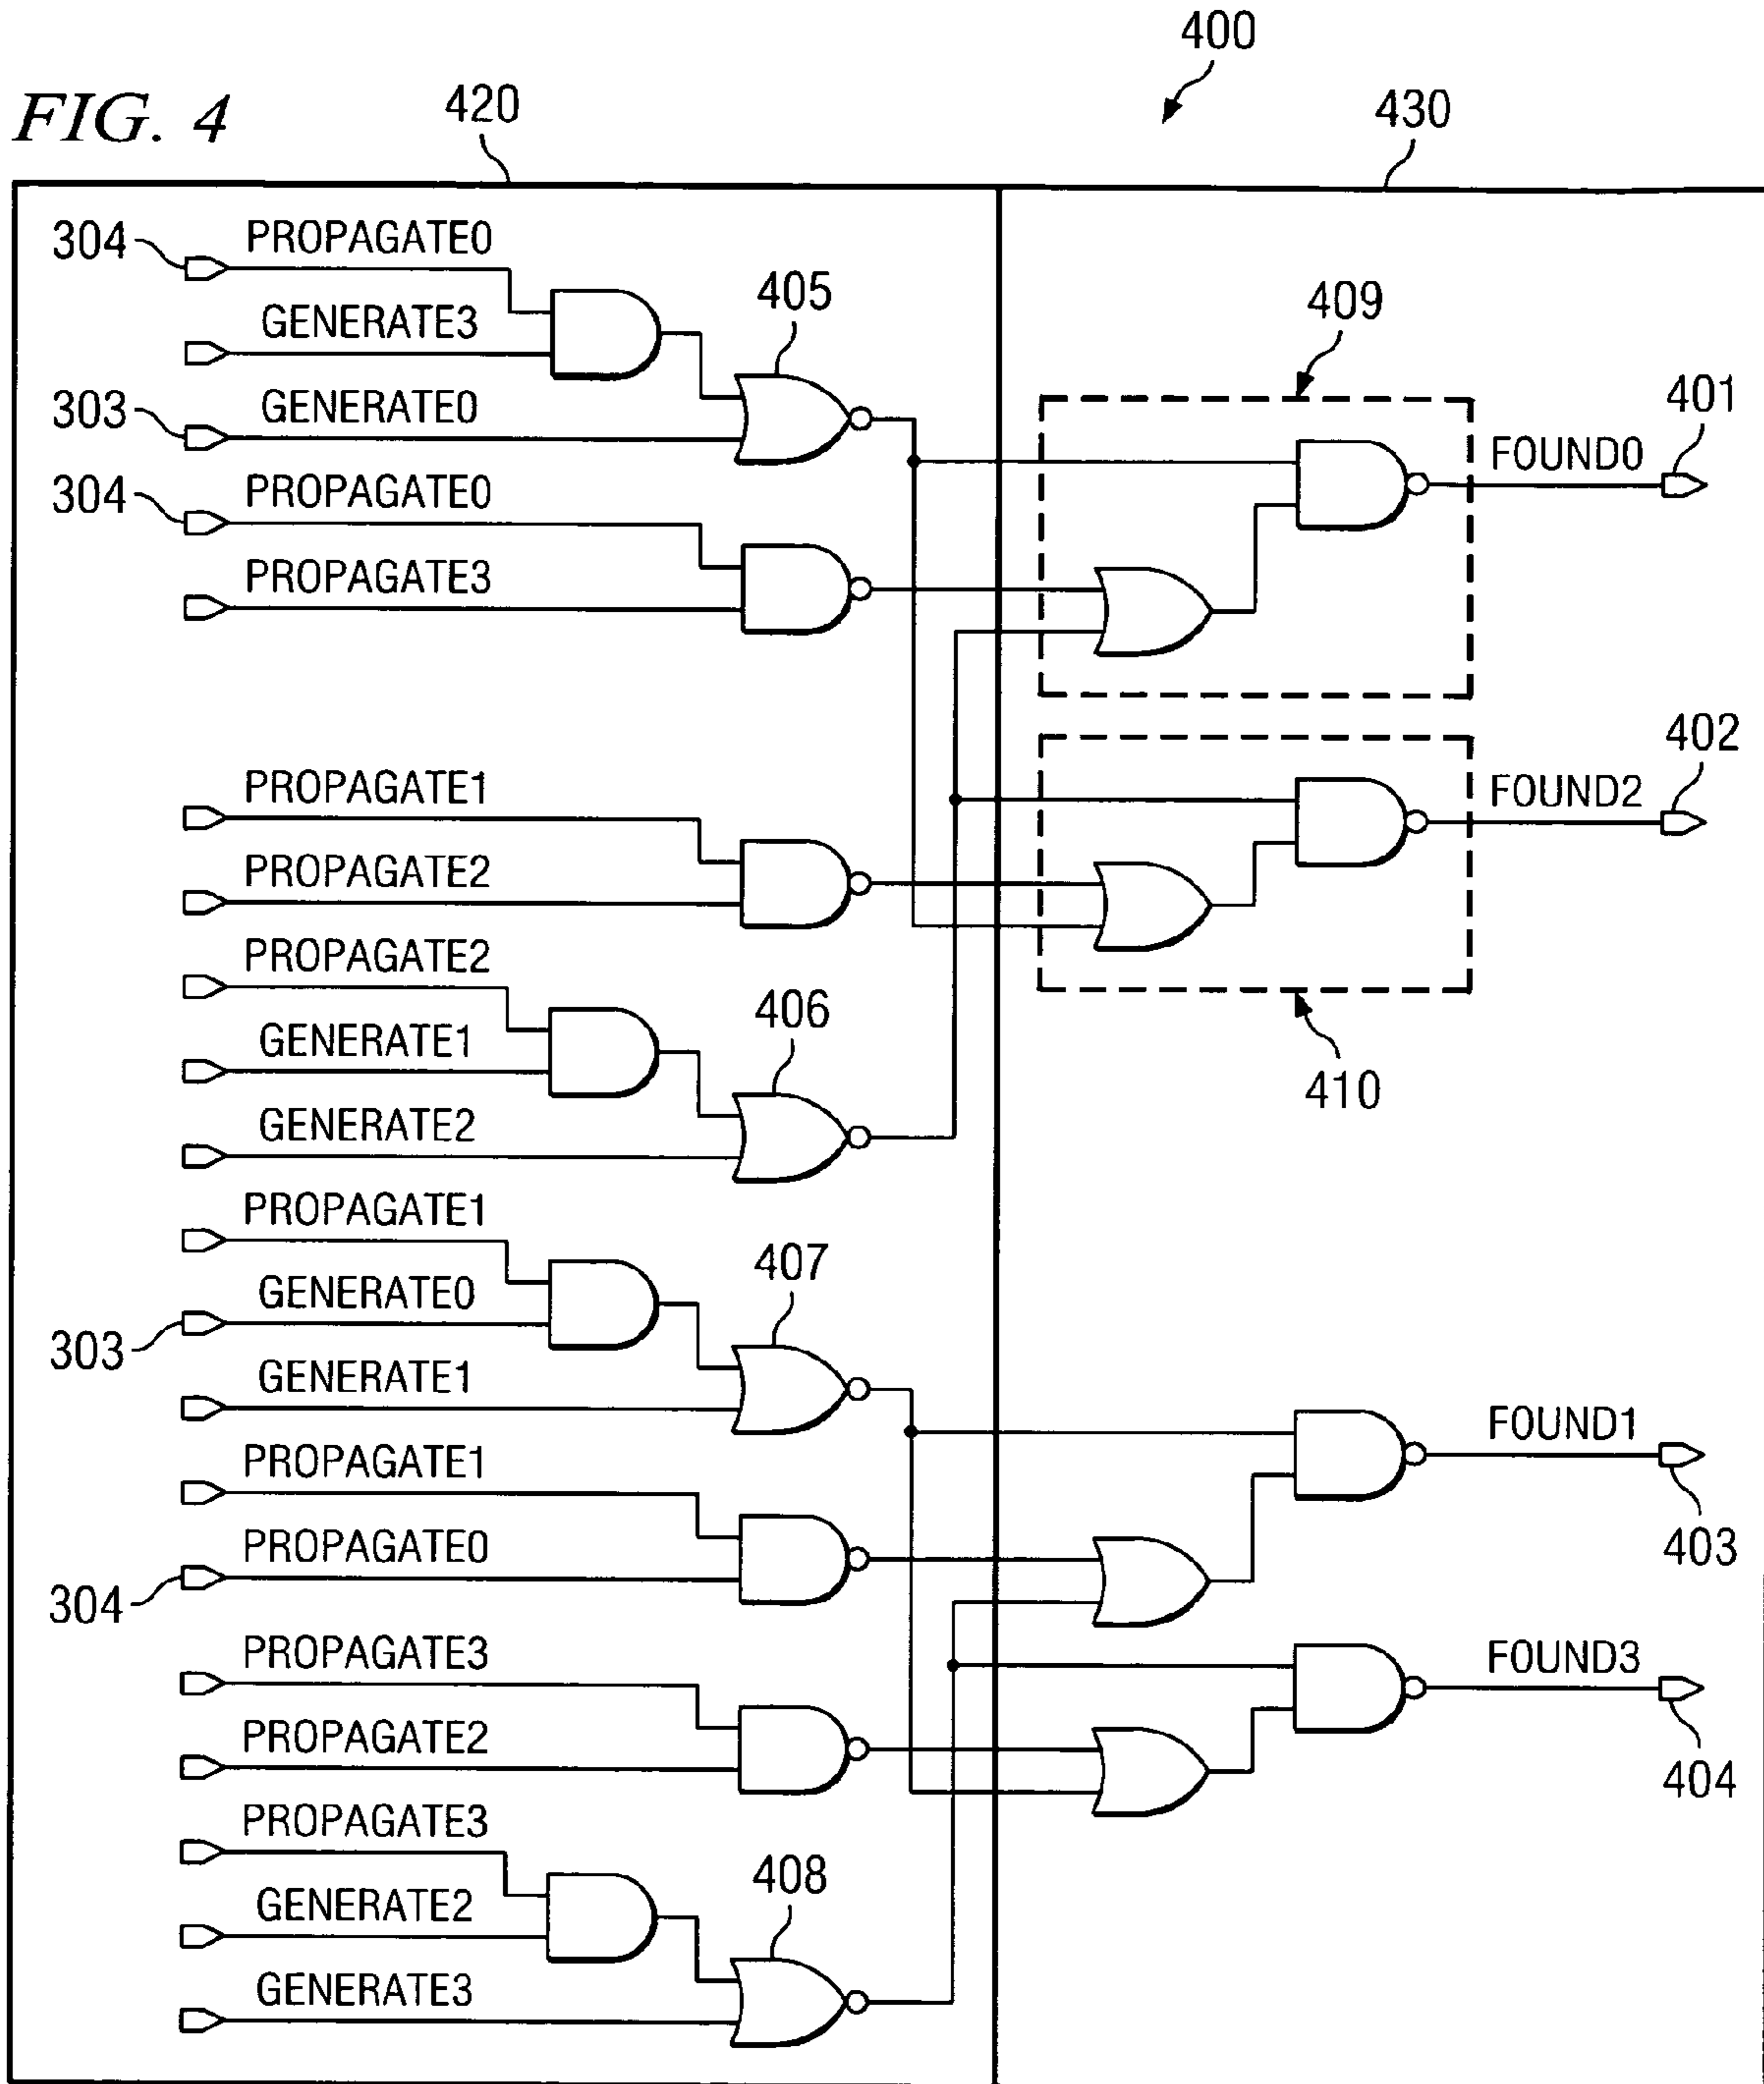 400
FIG. 4
420
430
304
PROPAGATE0
GENERATE3
405
303
GENERATE0
409
401
FOUND0
304
PROPAGATE0
PROPAGATE3
402
FOUND2
PROPAGATE1
PROPAGATE2
PROPAGATE2
406
GENERATE1
410
GENERATE2
PROPAGATE1
407
GENERATE0
303
GENERATE1
FOUND1
PROPAGATE1
403
PROPAGATE0
304
PROPAGATE3
FOUND3
PROPAGATE2
404
PROPAGATE3
408
GENERATE2
GENERATE3